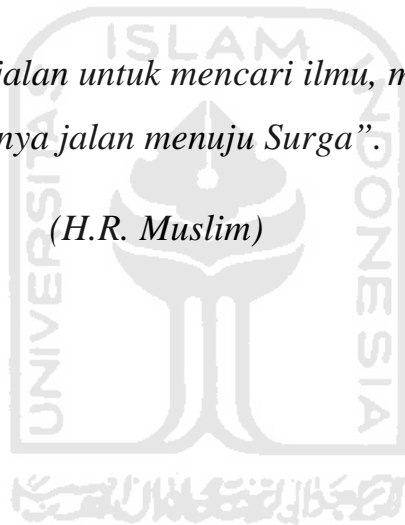 ISLAM
jalan untuk mencari ilmu, m
nya jalan menuju Surga”.
(H.R. Muslim)
UNIVERSITAS
INDONESIA